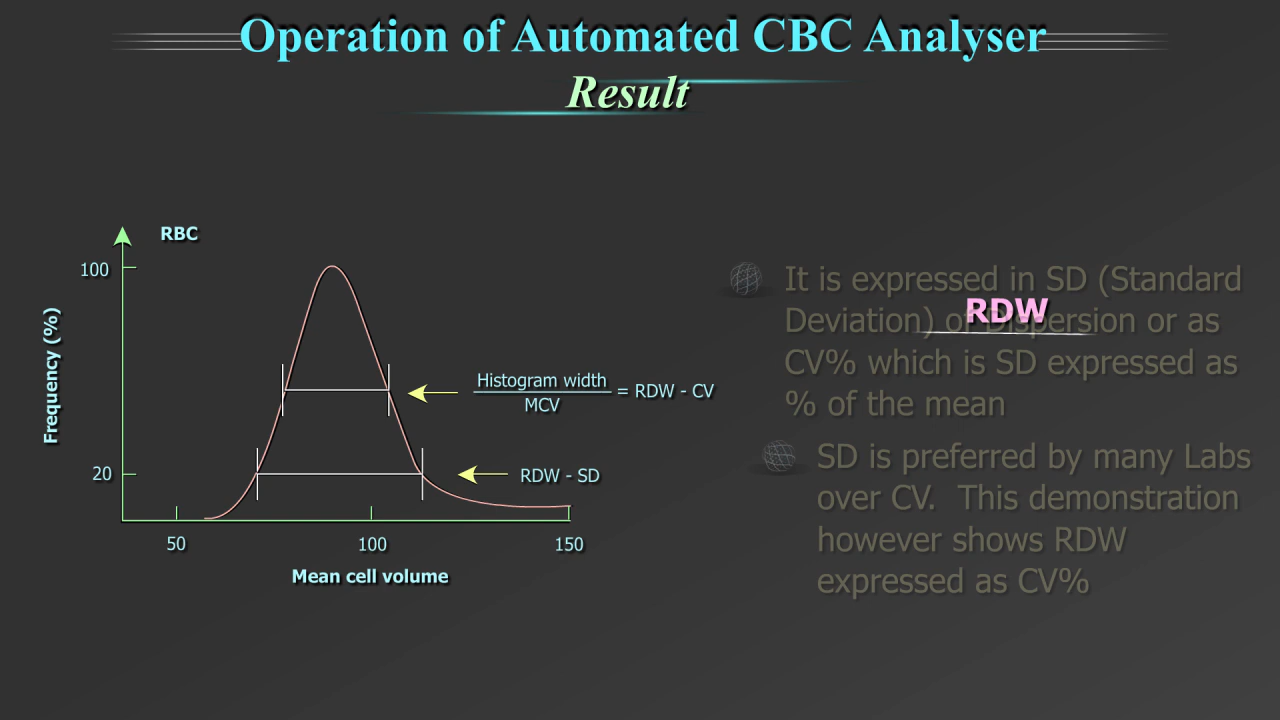 Operation of Automated CBC Analyser
Result
RBC
100
20
Frequency (%)
50
100
150
Mean cell volume
Histogram width
MCV
= RDW - CV
RDW - SD
RDW
It is expressed in SD (Standard
Deviation) of Dispersion or as
CV% which is SD expressed as
% of the mean
SD is preferred by many Labs
over CV. This demonstration
however shows RDW
expressed as CV%